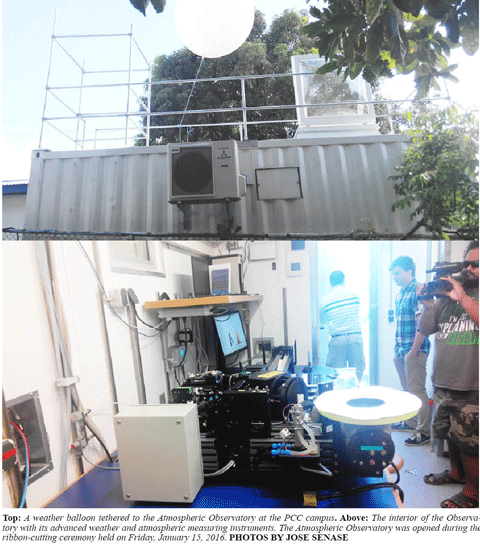 Top: A weather balloon tethered to the Atmospheric Observatory at the PCC campus. Above: The interior of the Observa-
tory with its advanced weather and atmospheric measuring instruments. The Atmospheric Observatory was opened during the
ribbon-cutting ceremony held on Friday, January 15, 2016. PHOTOS BY JOSE SENASE